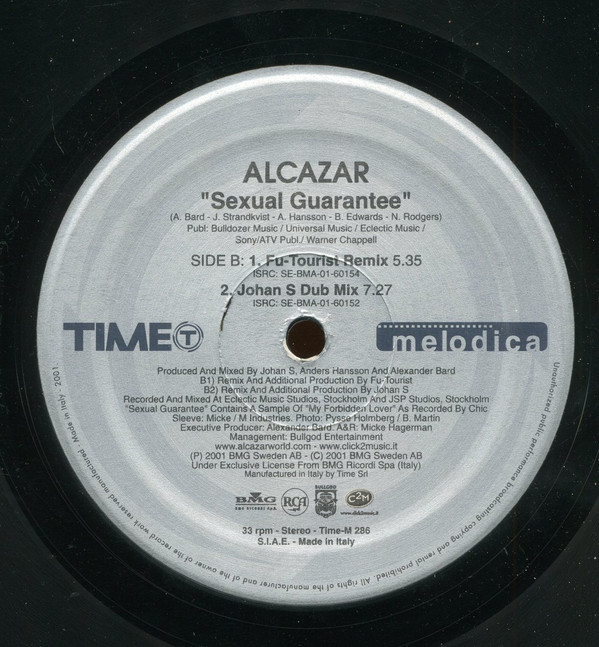 ALCAZAR
"Sexual Guarantee"
(A. Bard - J. Strandkvist - A. Hansson - B. Edwards - N. Rodgers)
Publ: Bulldozer Music / Universal Music / Eclectic Music /
Sony/ATV Publ./ Warner Chappell
SIDE B: 1. Fu-Tourist Remix 5.35
ISRC: SE-BMA-01-60154
2. Johan S Dub Mix 7.27
ISRC: SE-BMA-01-60152
TIME T
melodica
Produced And Mixed By Johan S, Anders Hansson And Alexander Bard
B1) Remix And Additional Production By Fu-Tourist
B2) Remix And Additional Production By Johan S
Recorded And Mixed At Eclectic Music Studios, Stockholm And JSP Studios, Stockholm
"Sexual Guarantee" Contains A Sample Of "My Forbidden Lover" As Recorded By Chic
Sleeve: Micke / M Industries. Photo: Pysse Holmberg / B. Martin
Executive Producer: Alexander Bard. A&R: Micke Hagerman
Management: Bullgod Entertainment
www.alcazarworld.com - www.click2music.it
(P) 2001 BMG Sweden AB - (C) 2001 BMG Sweden AB
Under Exclusive License From BMG Ricordi Spa (Italy)
Manufactured in Italy by Time Srl
BMG
BMG RICORDI S.p.A.
RCA
BULLGOD
C2M
www.click2music.it
33 rpm - Stereo - Time-M 286
S.I.A.E. - Made in Italy
Unauthorized public performance broadcasting copying and rental prohibited. All rights of the manufacturer and of the owner of the record work reserved manufactured. Made in Italy - 2001